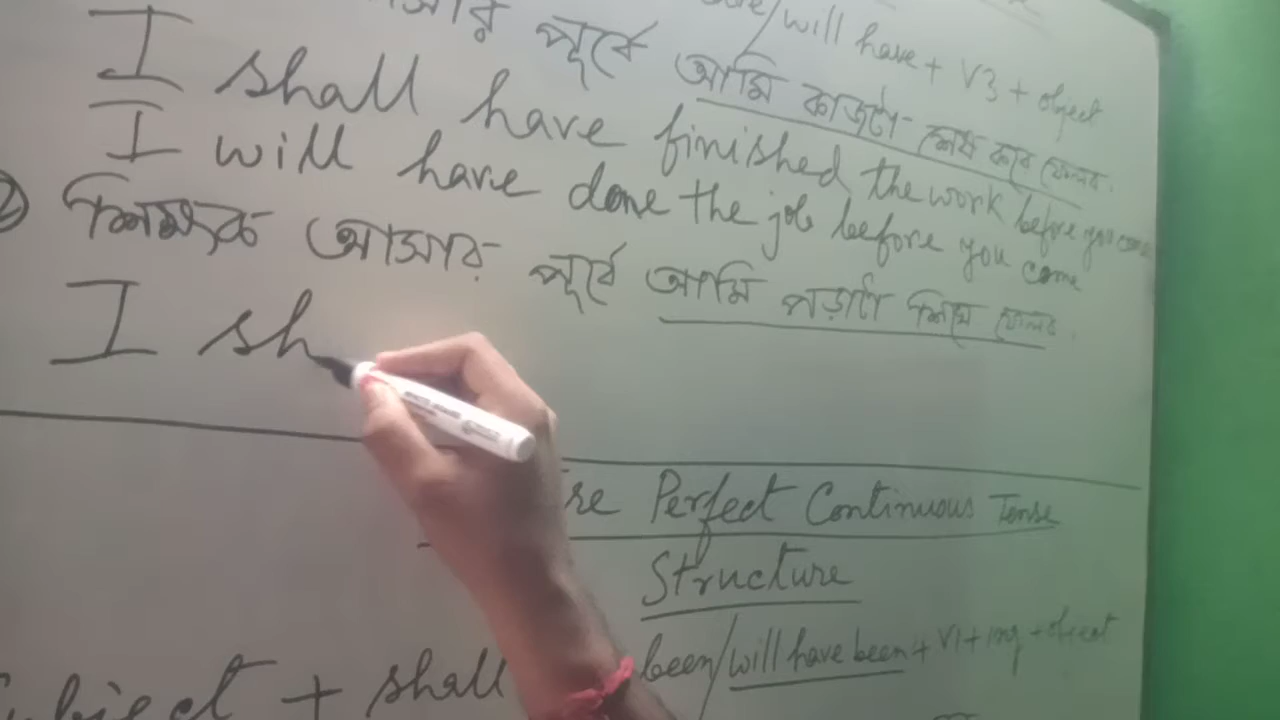 /will have + V3 + object
পূর্বে আমি কাজটা শেষ করে ফেলব.
I shall have finished the work before you come
I will have done the job before you come
শিক্ষক আসার পূর্বে আমি পড়াটা শিখে ফেলব.
I sh
Perfect Continuous Tense
Structure
+ shall been/will have been + V1 + ing + object